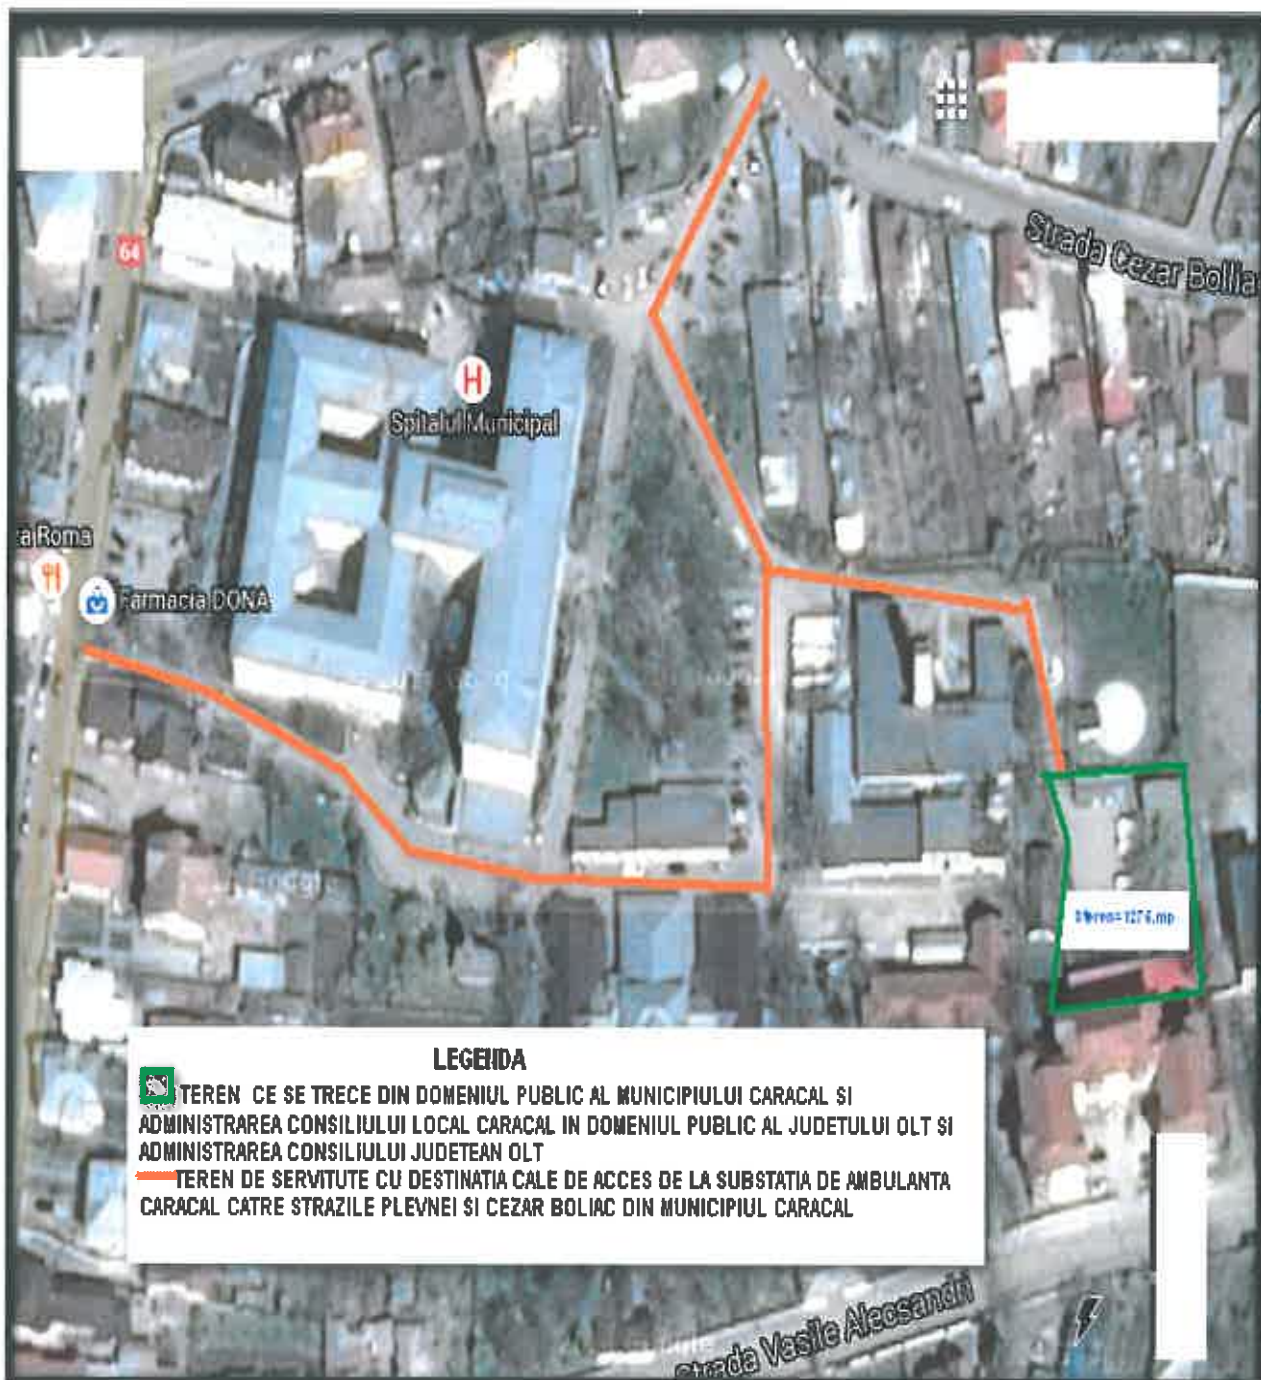 64
Strada Cezar Bollia
H
Spitalul Municipal
a Roma
Farmacia DONA
LEGENDA
TEREN CE SE TRECE DIN DOMENIUL PUBLIC AL MUNICIPIULUI CARACAL SI
ADMINISTRAREA CONSILIULUI LOCAL CARACAL IN DOMENIUL PUBLIC AL JUDETULUI OLT SI
ADMINISTRAREA CONSILIULUI JUDETEAN OLT
TEREN DE SERVITUTE CU DESTINATIA CALE DE ACCES DE LA SUBSTATIA DE AMBULANTA
CARACAL CATRE STRAZILE PLEVNEI SI CEZAR BOLIAC DIN MUNICIPIUL CARACAL
Strada Vasile Alecsandri